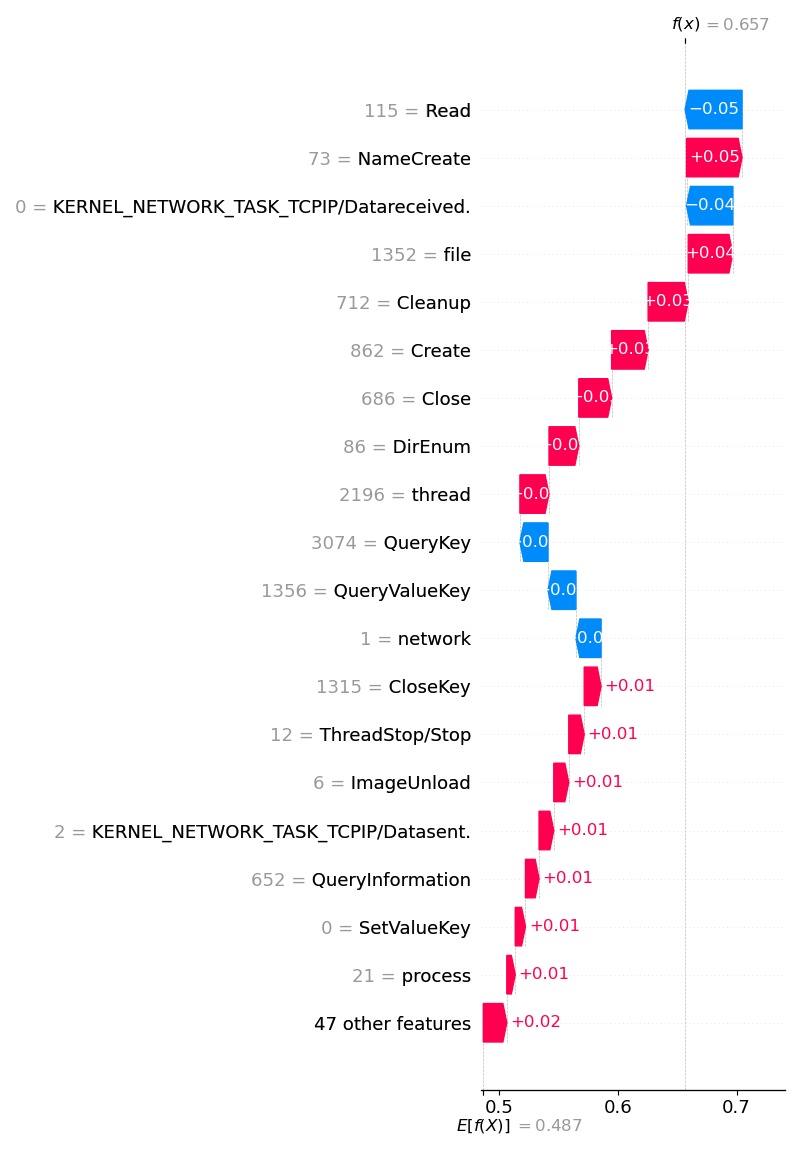 f(x) = 0.657
115 = Read −0.05
73 = NameCreate +0.05
0 = KERNEL_NETWORK_TASK_TCPIP/Datareceived. −0.04
1352 = file +0.04
712 = Cleanup +0.03
862 = Create +0.03
686 = Close
86 = DirEnum
2196 = thread
3074 = QueryKey
1356 = QueryValueKey
1 = network
1315 = CloseKey +0.01
12 = ThreadStop/Stop +0.01
6 = ImageUnload +0.01
2 = KERNEL_NETWORK_TASK_TCPIP/Datasent. +0.01
652 = QueryInformation +0.01
0 = SetValueKey +0.01
21 = process +0.01
47 other features +0.02
0.5 0.6 0.7
E[f(X)] = 0.487